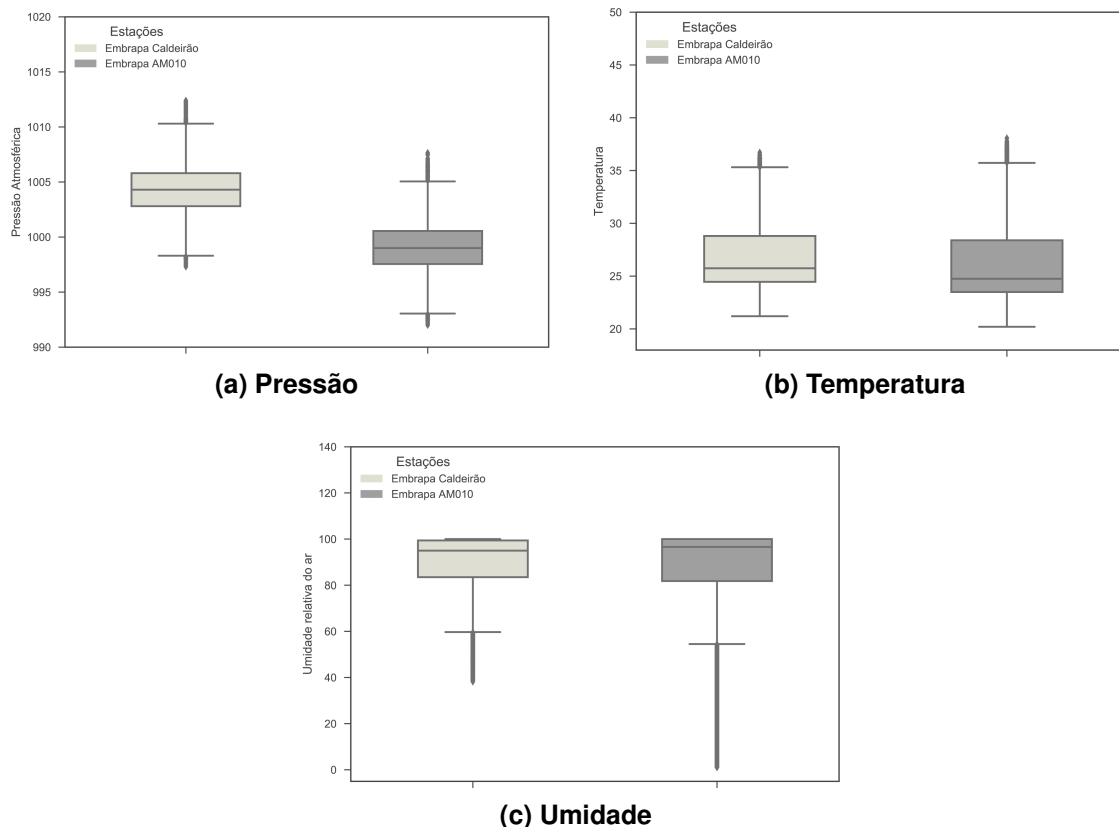 Estações
Embrapa Caldeirão
Embrapa AM010
Pressão Atmosférica
1020
1015
1010
1005
1000
995
990
(a) Pressão
Estações
Embrapa Caldeirão
Embrapa AM010
Temperatura
50
45
40
35
30
25
20
(b) Temperatura
Estações
Embrapa Caldeirão
Embrapa AM010
Umidade relativa do ar
140
120
100
80
60
40
20
0
(c) Umidade